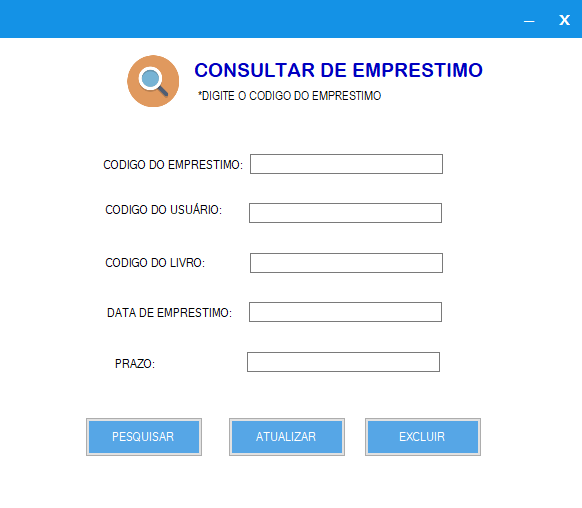 CONSULTAR DE EMPRESTIMO
*DIGITE O CODIGO DO EMPRESTIMO
CODIGO DO EMPRESTIMO:
CODIGO DO USUÁRIO:
CODIGO DO LIVRO:
DATA DE EMPRESTIMO:
PRAZO:
PESQUISAR ATUALIZAR EXCLUIR